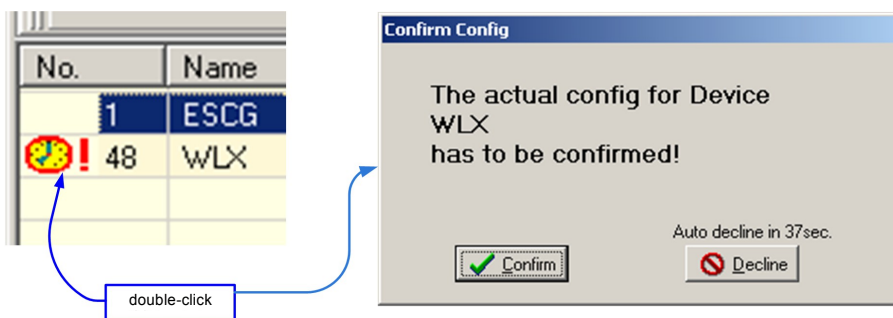 No. Name
1 ESCG
48 WLX
double-click
Confirm Config
The actual config for Device
WLX
has to be confirmed!
Auto decline in 37sec.
Confirm Decline